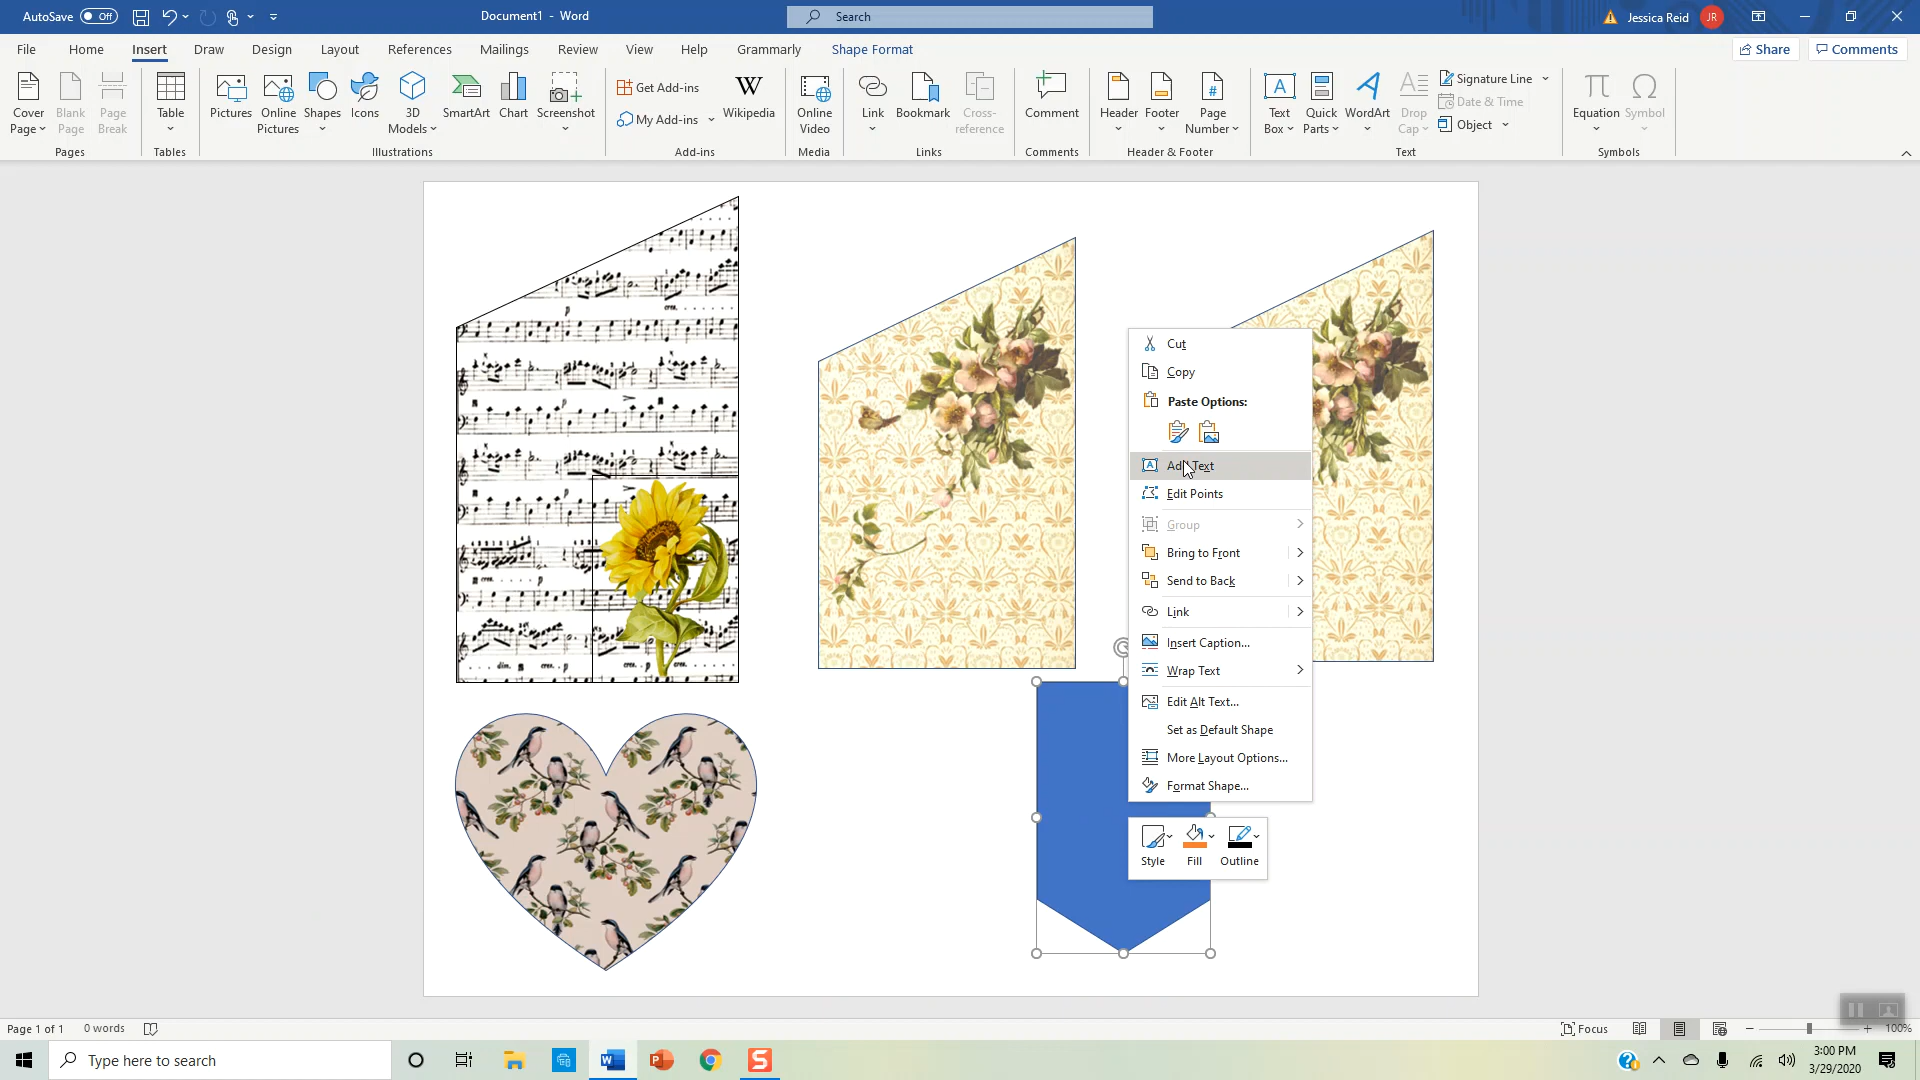 AutoSave Off Document1 - Word Search Jessica Reid JR
File Home Insert Draw Design Layout References Mailings Review View Help Grammarly Shape Format Share Comments
Cover Page Blank Page Page Break Table Pictures Online Pictures Shapes Icons 3D Models SmartArt Chart Screenshot Get Add-ins My Add-ins Wikipedia Online Video Link Bookmark Cross-reference Comment Header Footer Page Number Text Box Quick Parts WordArt Drop Cap Signature Line Date & Time Object Equation Symbol
Pages Tables Illustrations Add-ins Media Links Comments Header & Footer Text Symbols
Cut
Copy
Paste Options:
Add Text
Edit Points
Group
Bring to Front
Send to Back
Link
Insert Caption...
Wrap Text
Edit Alt Text...
Set as Default Shape
More Layout Options...
Format Shape...
Style Fill Outline
Page 1 of 1 0 words Focus 100%
Type here to search
3:00 PM
3/29/2020